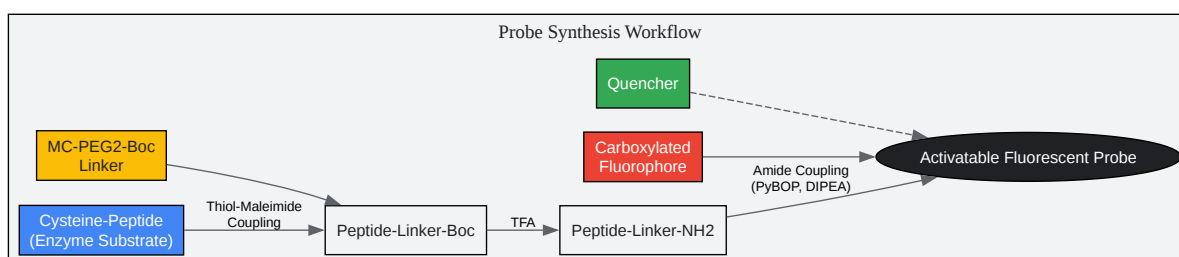 Probe Synthesis Workflow
Quencher
MC-PEG2-Boc
Linker
Carboxylated
Fluorophore
Amide Coupling
(PyBOP, DIPEA)
Activatable Fluorescent Probe
Cysteine-Peptide
(Enzyme Substrate)
Thiol-Maleimide
Coupling
Peptide-Linker-Boc
TFA
Peptide-Linker-NH2